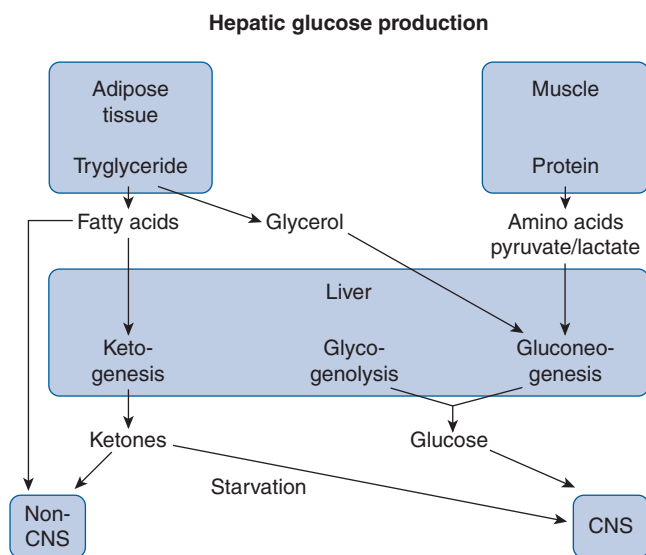 Hepatic glucose production
Adipose
tissue
Muscle
Tryglyceride
Protein
Fatty acids
Glycerol
Amino acids
pyruvate/lactate
Liver
Keto-
genesis
Glyco-
genolysis
Gluconeo-
genesis
Ketones
Glucose
Starvation
Non-
CNS
CNS